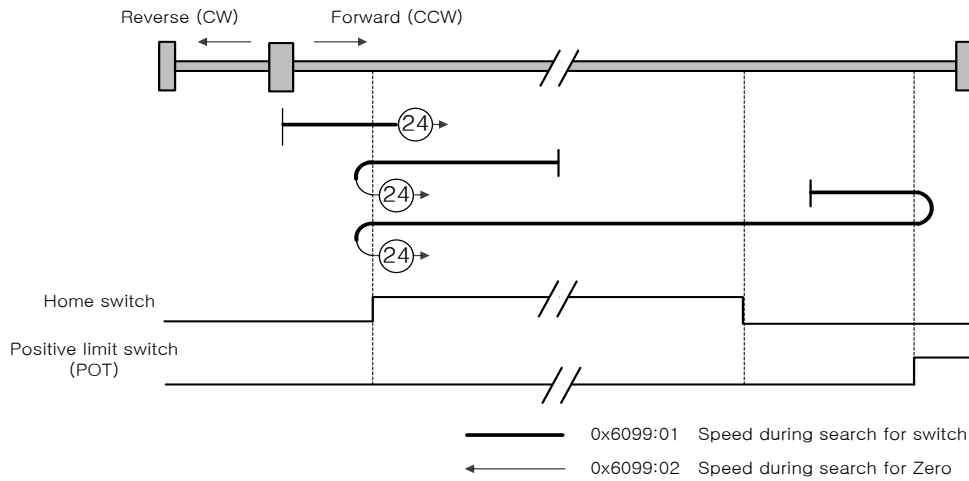 Reverse (CW)
Forward (CCW)
24
24
24
Home switch
Positive limit switch
(POT)
0x6099:01 Speed during search for switch
0x6099:02 Speed during search for Zero